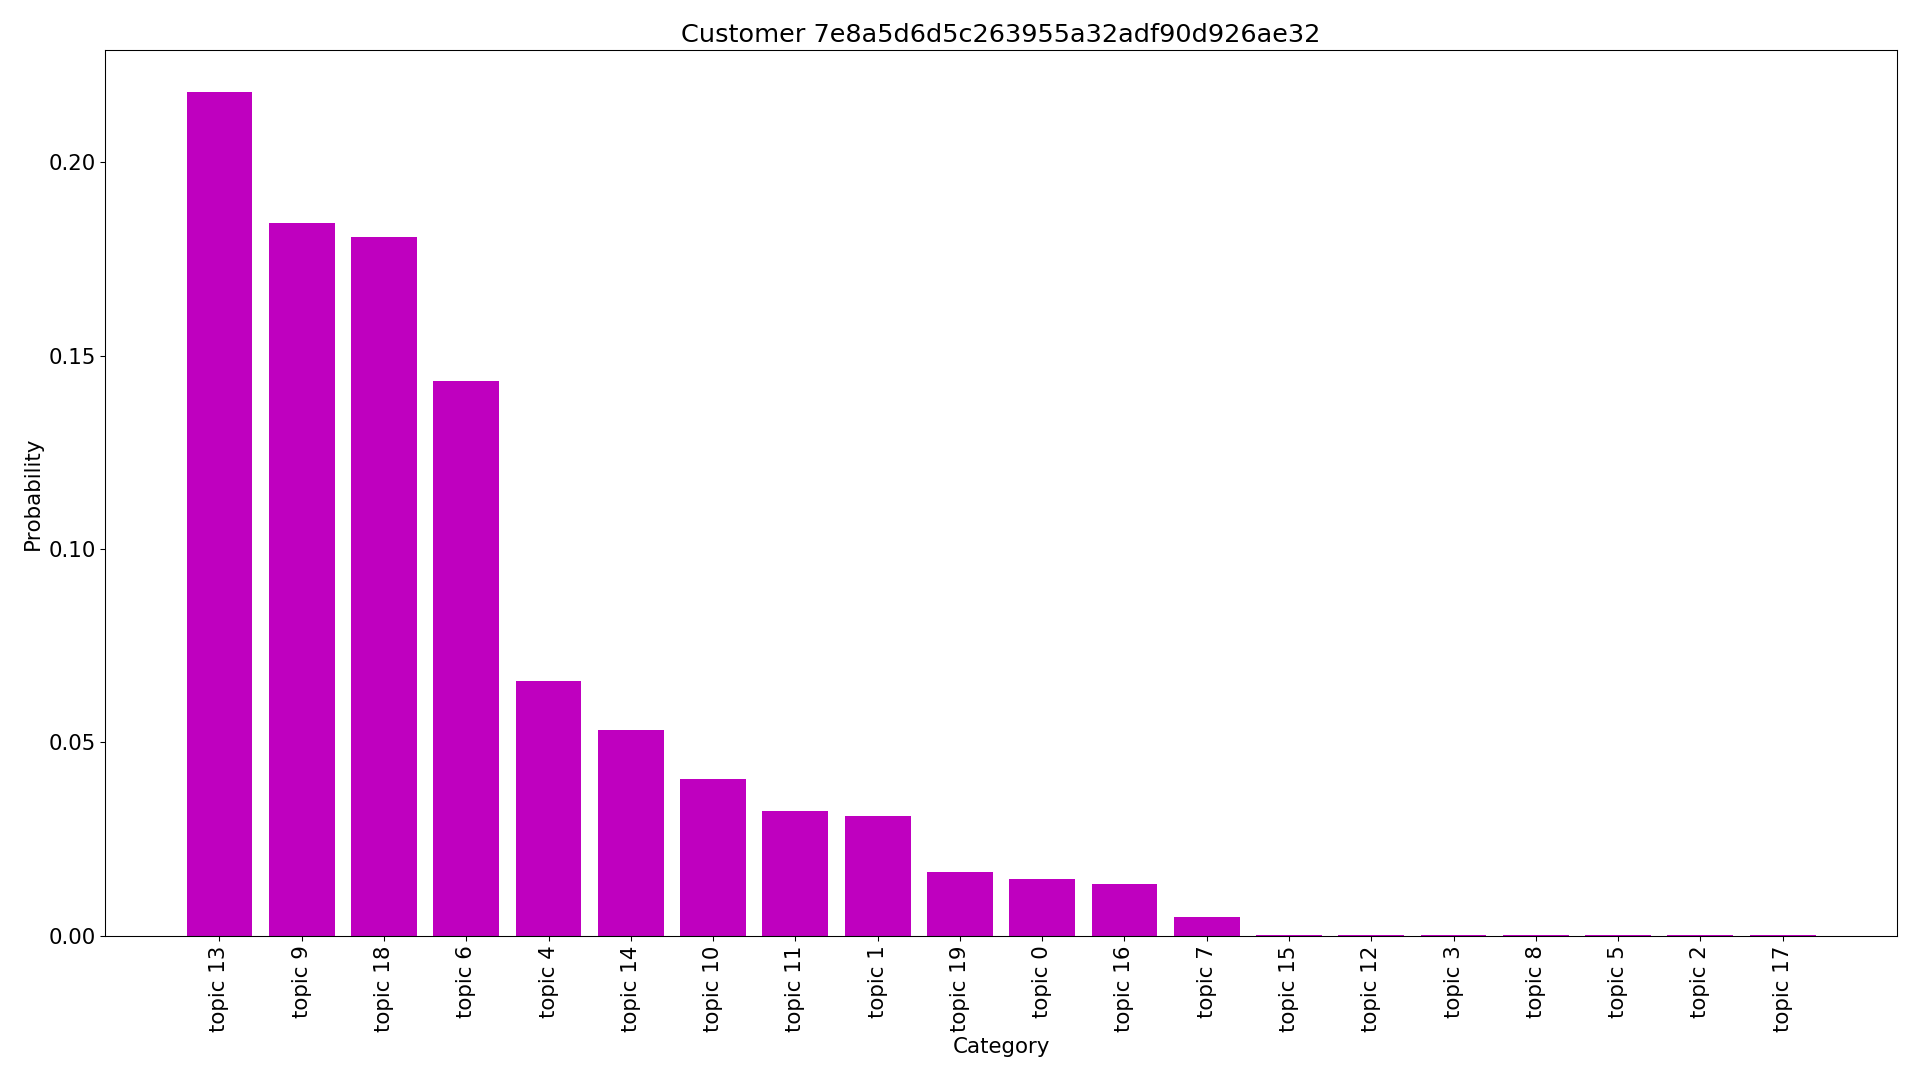 Customer 7e8a5d6d5c263955a32adf90d926ae32
Probability
0.20
0.15
0.10
0.05
0.00
topic 13
topic 9
topic 18
topic 6
topic 4
topic 14
topic 10
topic 11
topic 1
topic 19
topic 0
topic 16
topic 7
topic 15
topic 12
topic 3
topic 8
topic 5
topic 2
topic 17
Category